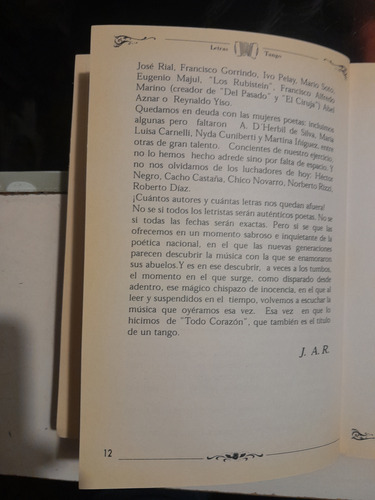 Letras Tango
José Rial, Francisco Gorrindo, Ivo Pelay, Mario Soto,
Eugenio Majul, "Los Rubistein", Francisco Alfredo
Marino (creador de "Del Pasado" y "El Ciruja") Abel
Aznar o Reynaldo Yiso.
Quedamos en deuda con las mujeres poetas: incluimos
algunas pero faltaron A. D'Herbil de Silva, María
Luisa Carnelli, Nyda Cuniberti y Martina Iñiguez, entre
otras de gran talento. Concientes de nuestro ejercicio;
no lo hemos hecho adrede sino por falta de espacio. Y
no nos olvidamos de los luchadores de hoy: Héctor
Negro, Cacho Castaña, Chico Novarro, Norberto Rizzi,
Roberto Díaz.
¡Cuántos autores y cuántas letras nos quedan afuera!
No se si todos los letristas serán auténticos poetas. No se
si todas las fechas serán exactas. Pero si se que las
ofrecemos en un momento sabroso e inquietante de la
poética nacional, en el que las nuevas generaciones
parecen descubrir la música con la que se enamoraron
sus abuelos.Y es en ese descubrir, a veces a los tumbos,
el momento en el que surge, como disparado desde
adentro, ese mágico chispazo de inocencia, en el que al
leer y suspendidos en el tiempo, volvemos a escuchar la
música que oyéramos esa vez. Esa vez en que lo
hicimos de "Todo Corazón", que también es el título
de un tango.
J. A.R.
12